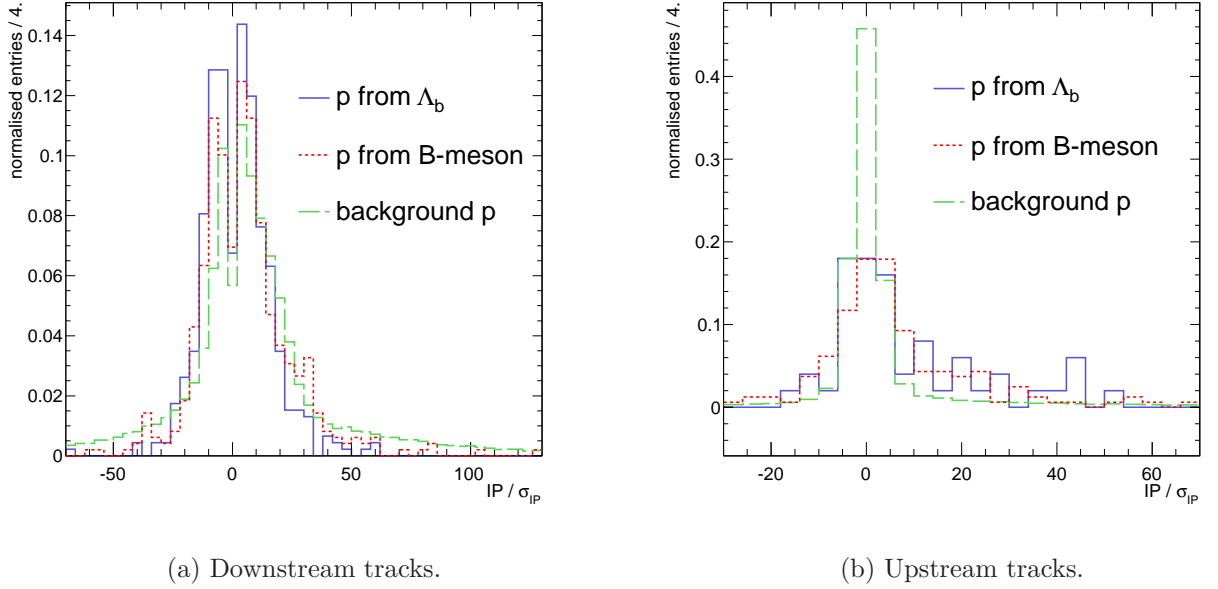 normalised entries / 4.
0.14
0.12
0.1
0.08
0.06
0.04
0.02
0
p from Λb
p from B-meson
background p
-50
0
50
100
IP / σIP
(a) Downstream tracks.
normalised entries / 4.
0.4
0.3
0.2
0.1
0
p from Λb
p from B-meson
background p
-20
0
20
40
60
IP / σIP
(b) Upstream tracks.